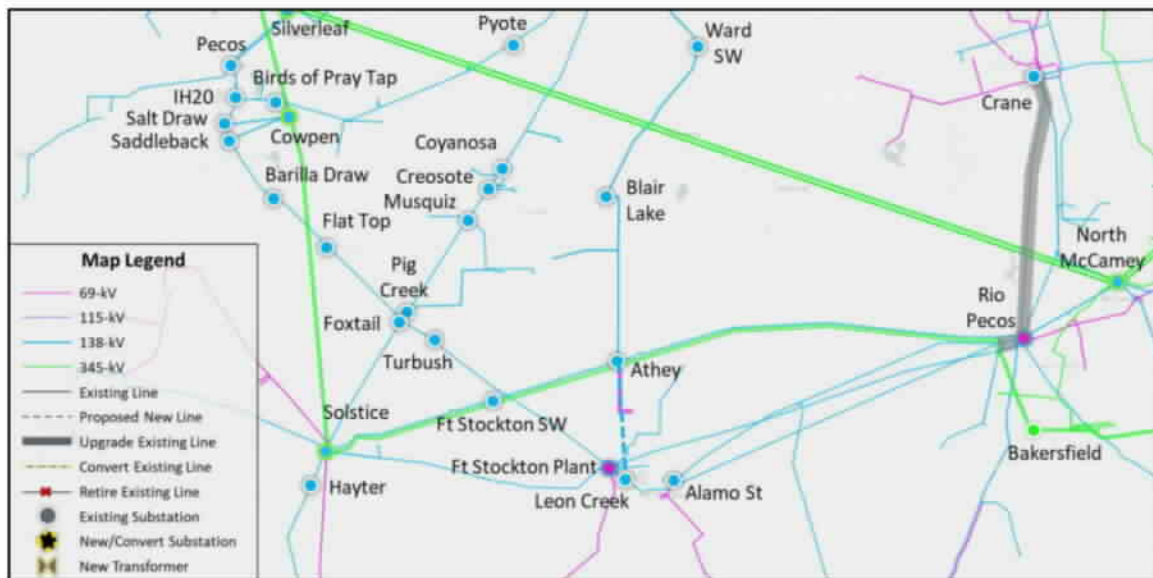 Silverleaf
Pyote
Ward
SW
Pecos
Birds of Pray Tap
IH20
Crane
Salt Draw
Saddleback
Cowpen
Coyanosa
Barilla Draw
Creosote
Musquiz
Blair
Lake
Flat Top
North
McCamey
Map Legend
Pig
Creek
Rio
Pecos
69-kV
Foxtail
115-kV
138-kV
Turbush
Athey
345-kV
Existing Line
Solstice
Ft Stockton SW
Proposed New Line
Upgrade Existing Line
Bakersfield
Convert Existing Line
Ft Stockton Plant
Retire Existing Line
Hayter
Leon Creek
Alamo St
Existing Substation
New/Convert Substation
New Transformer